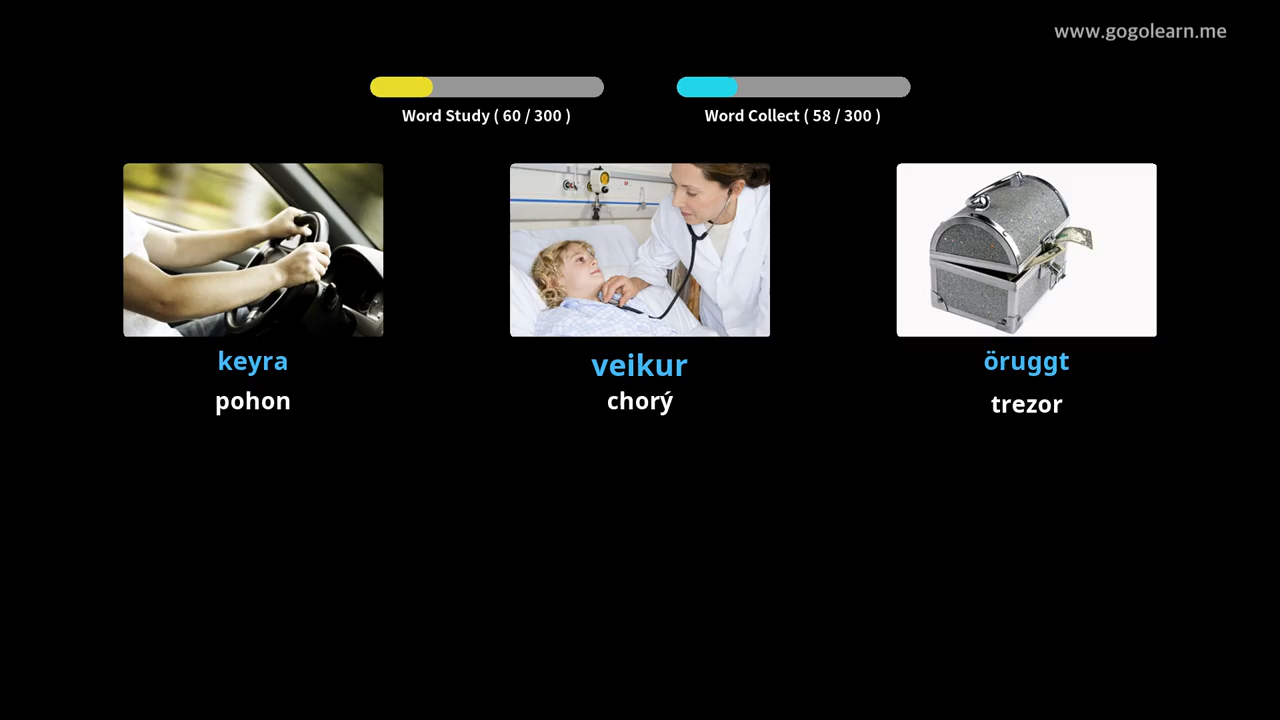 www.gogolearn.me
Word Study ( 60 / 300 )
Word Collect ( 58 / 300 )
keyra
pohon
veikur
chorý
öruggt
trezor